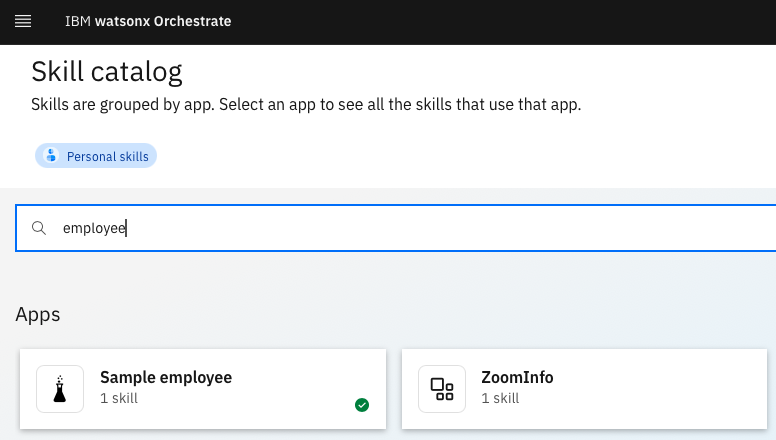 IBM watsonx Orchestrate
Skill catalog
Skills are grouped by app. Select an app to see all the skills that use that app.
Personal skills
employee
Apps
Sample employee
1 skill
ZoomInfo
1 skill